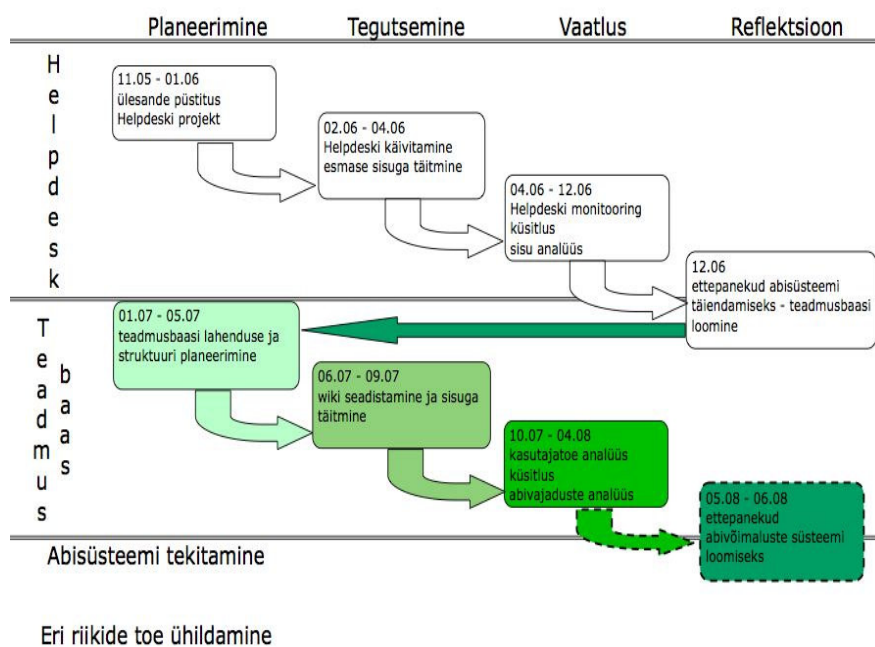 Planeerimine Tegutsemine Vaatlus Reflektsioon
Helpdesk
11.05 - 01.06
ülesande püstitus
Helpdeski projekt
02.06 - 04.06
Helpdeski käivitamine
esmase sisuga täitmine
04.06 - 12.06
Helpdeski monitooring
küsitlus
sisu analüüs
12.06
ettepanekud abisüsteemi
täiendamiseks - teadmusbaasi
loomine
Teadmus
baas
01.07 - 05.07
teadmusbaasi lahenduse ja
struktuuri planeerimine
06.07 - 09.07
wiki seadistamine ja sisuga
täitmine
10.07 - 04.08
kasutajatoe analüüs
küsitlus
abivajaduste analüüs
05.08 - 06.08
ettepanekud
abivõimaluste süsteemi
loomiseks
Abisüsteemi tekitamine
Eri riikide toe ühildamine